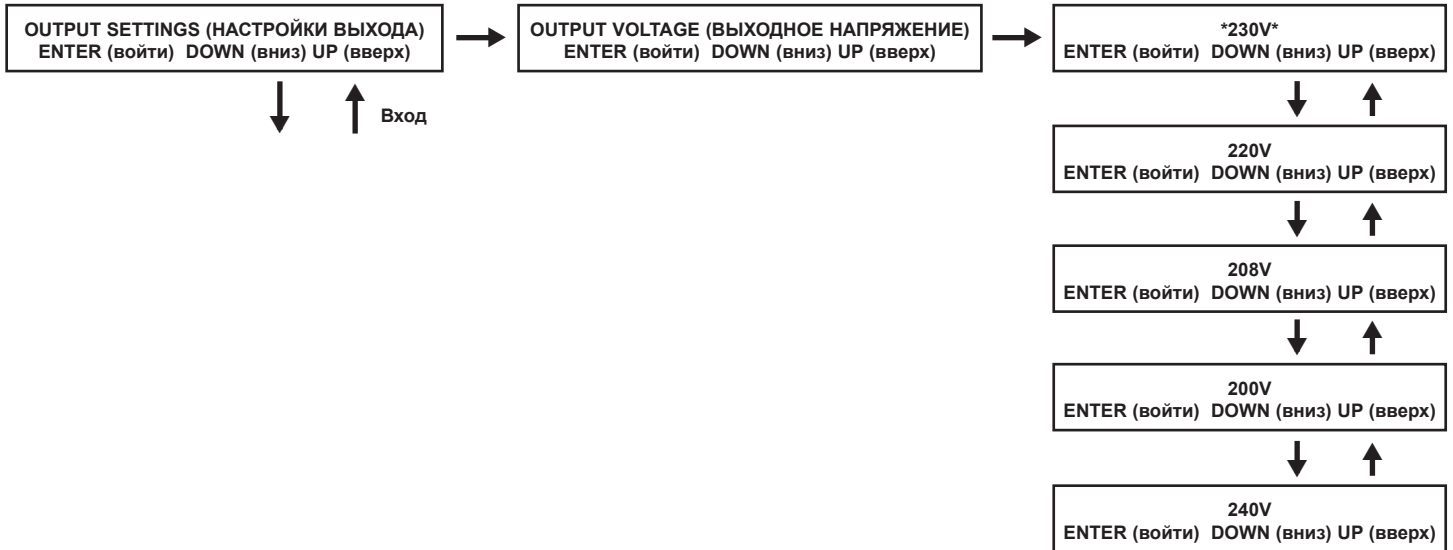 OUTPUT SETTINGS (НАСТРОЙКИ ВЫХОДА)
ENTER (войти) DOWN (вниз) UP (вверх)
OUTPUT VOLTAGE (ВЫХОДНОЕ НАПРЯЖЕНИЕ)
ENTER (войти) DOWN (вниз) UP (вверх)
*230V*
ENTER (войти) DOWN (вниз) UP (вверх)
Вход
220V
ENTER (войти) DOWN (вниз) UP (вверх)
208V
ENTER (войти) DOWN (вниз) UP (вверх)
200V
ENTER (войти) DOWN (вниз) UP (вверх)
240V
ENTER (войти) DOWN (вниз) UP (вверх)